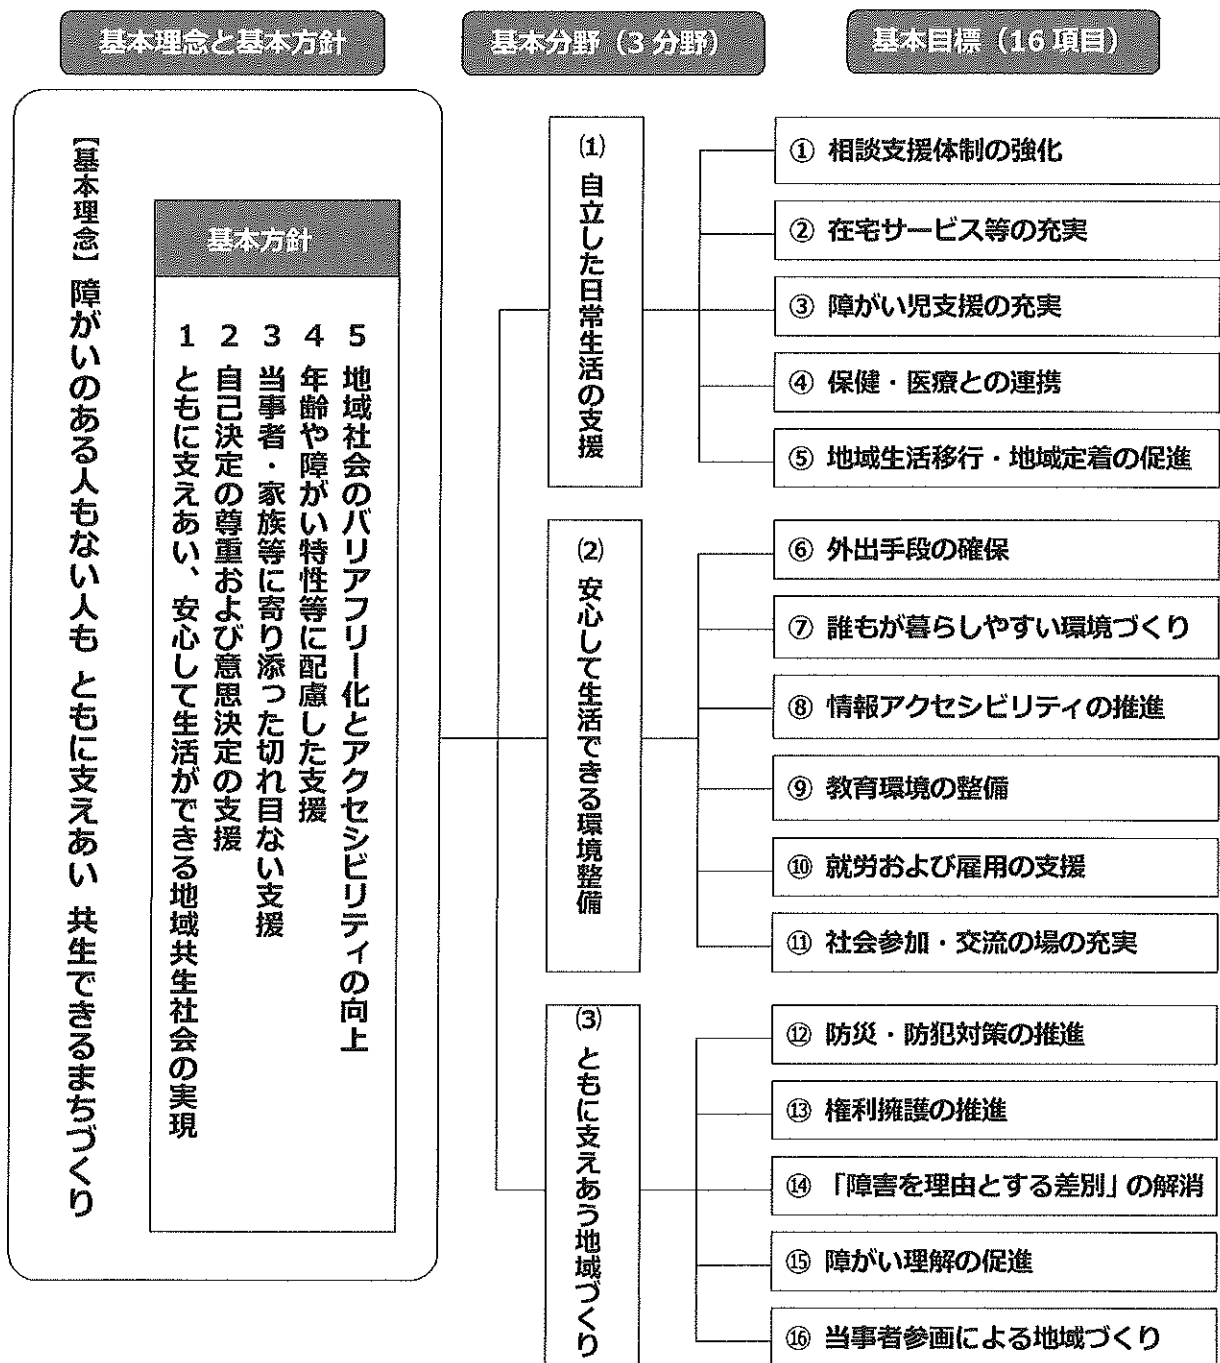 基本理念と基本方針
基本分野（3分野）
基本目標（16項目）
【基本理念】障がいのある人もない人も ともに支えあい 共生できるまちづくり
基本方針
1 ともに支えあい、安心して生活ができる地域共生社会の実現
2 自己決定の尊重および意思決定の支援
3 当事者・家族等に寄り添った切れ目ない支援
4 年齢や障がい特性等に配慮した支援
5 地域社会のバリアフリー化とアクセシビリティの向上
(1) 自立した日常生活の支援
① 相談支援体制の強化
② 在宅サービス等の充実
③ 障がい児支援の充実
④ 保健・医療との連携
⑤ 地域生活移行・地域定着の促進
(2) 安心して生活できる環境整備
⑥ 外出手段の確保
⑦ 誰もが暮らしやすい環境づくり
⑧ 情報アクセシビリティの推進
⑨ 教育環境の整備
⑩ 就労および雇用の支援
⑪ 社会参加・交流の場の充実
(3) ともに支えあう地域づくり
⑫ 防災・防犯対策の推進
⑬ 権利擁護の推進
⑭ 「障害を理由とする差別」の解消
⑮ 障がい理解の促進
⑯ 当事者参画による地域づくり